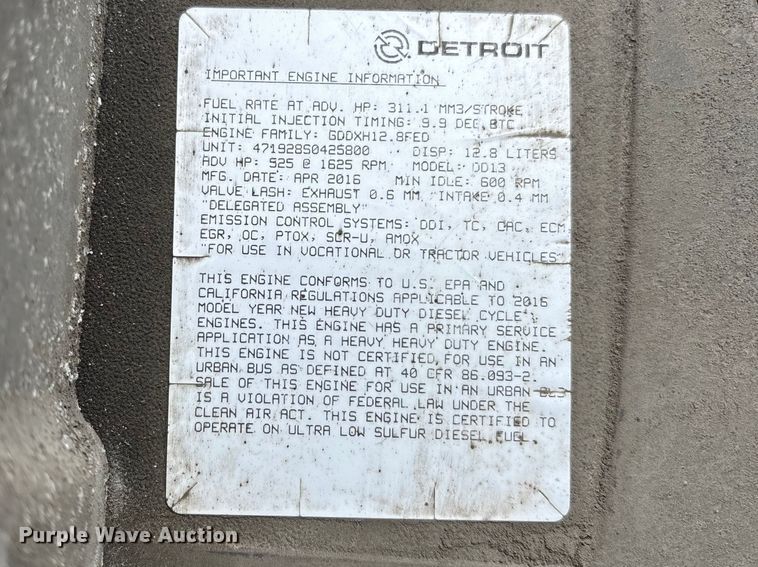 DETROIT
IMPORTANT ENGINE INFORMATION
FUEL RATE AT ADV. HP: 311.1 MM3/STROKE
INITIAL INJECTION TIMING: 9.9 DEG BTC
ENGINE FAMILY: GDDXH12.8FED
UNIT: 471928S0425800 DISP: 12.8 LITERS
ADV HP: 925 @ 1625 RPM MODEL: DD13
MFG. DATE: APR 2016 MIN IDLE: 600 RPM
VALVE LASH: EXHAUST 0.6 MM, INTAKE 0.4 MM
"DELEGATED ASSEMBLY"
EMISSION CONTROL SYSTEMS: DDI, TC, CAC, ECM
EGR, OC, PTOX, SCR-U, AMOX
"FOR USE IN VOCATIONAL OR TRACTOR VEHICLES"
THIS ENGINE CONFORMS TO U.S. EPA AND
CALIFORNIA REGULATIONS APPLICABLE TO 2016
MODEL YEAR NEW HEAVY DUTY DIESEL CYCLE
ENGINES. THIS ENGINE HAS A PRIMARY SERVICE
APPLICATION AS A HEAVY HEAVY DUTY ENGINE.
THIS ENGINE IS NOT CERTIFIED FOR USE IN AN
URBAN BUS AS DEFINED AT 40 CFR 86.093-2.
SALE OF THIS ENGINE FOR USE IN AN URBAN BUS
IS A VIOLATION OF FEDERAL LAW UNDER THE
CLEAN AIR ACT. THIS ENGINE IS CERTIFIED TO
OPERATE ON ULTRA LOW SULFUR DIESEL FUEL.
Purple Wave Auction